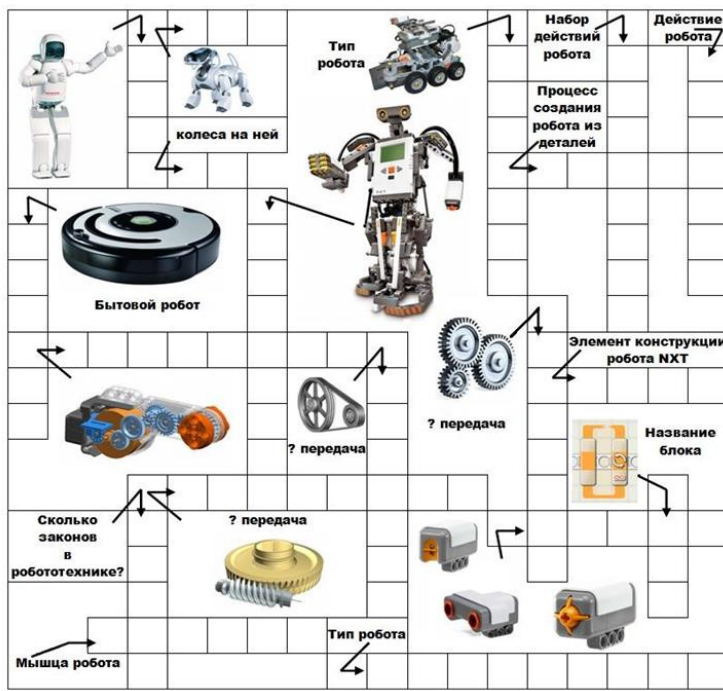 Тип
робота
Набор
действий
робота
Действие
робота
колеса на ней
Процесс
создания
робота из
деталей
Бытовой робот
Элемент конструкции
робота NXT
? передача
? передача
Название
блока
Сколько
законов
в
робототехнике?
? передача
Мышца робота
Тип робота